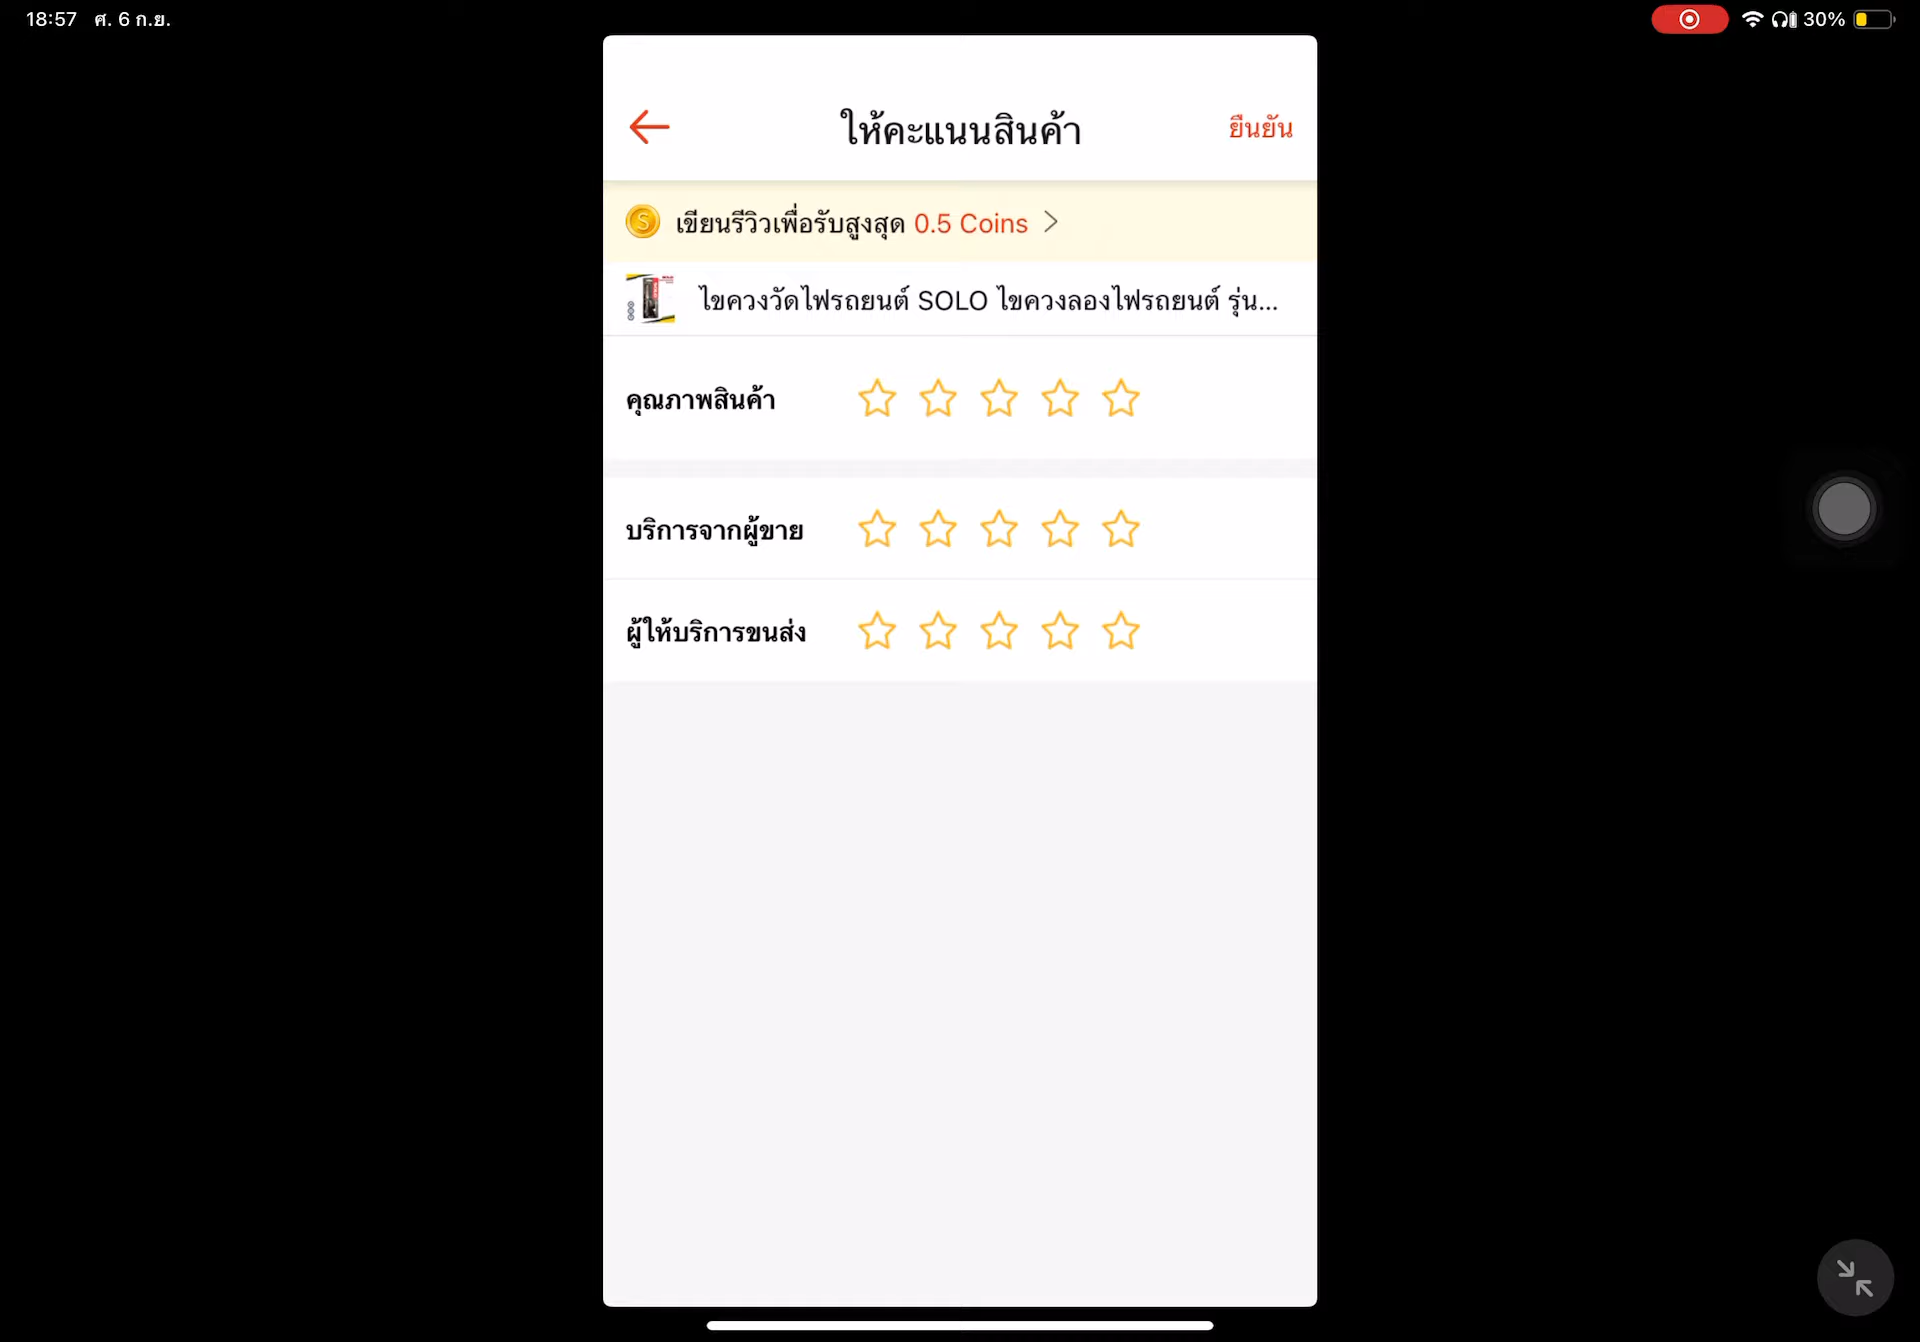 18:57 ศ. 6 ก.ย.
30%
ให้คะแนนสินค้า
ยืนยัน
เขียนรีวิวเพื่อรับสูงสุด 0.5 Coins
ไขควงวัดไฟรถยนต์ SOLO ไขควงลองไฟรถยนต์ รุ่น...
คุณภาพสินค้า
บริการจากผู้ขาย
ผู้ให้บริการขนส่ง